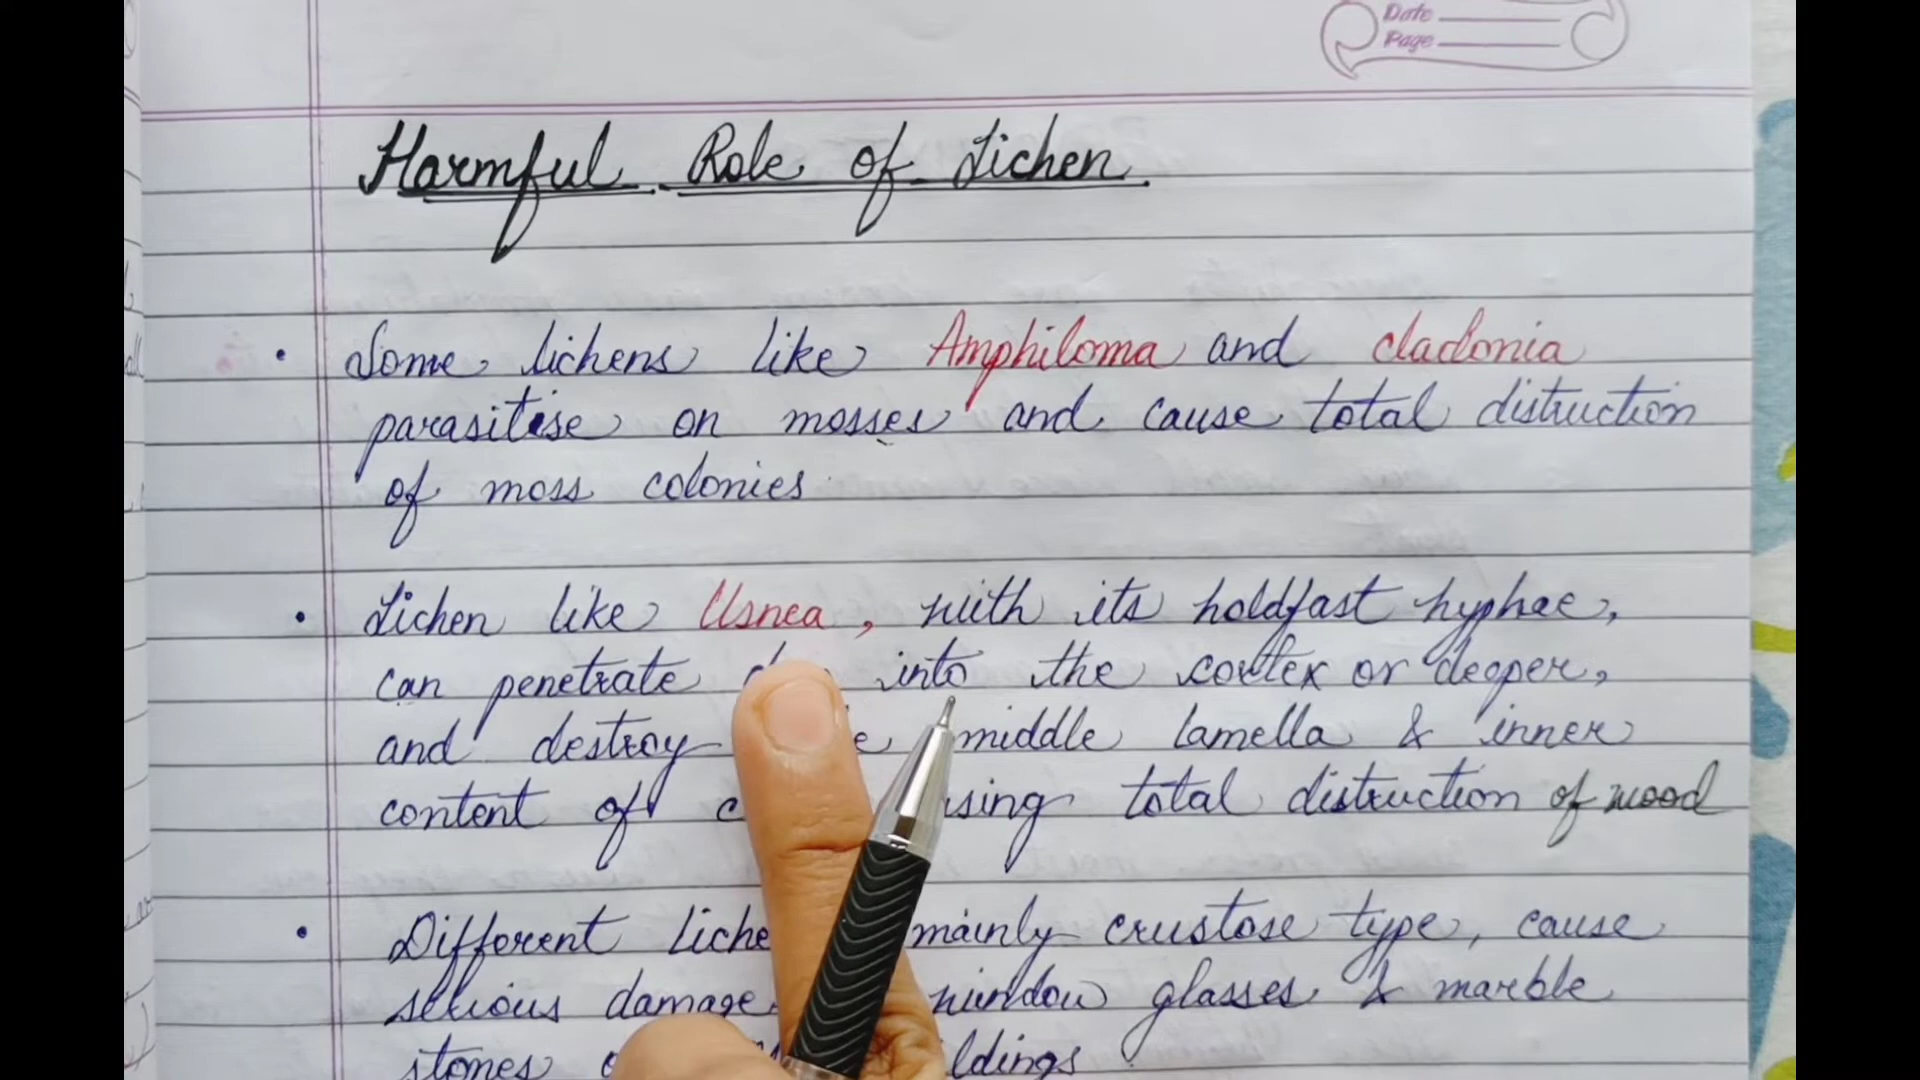 Date
Page
Harmful Role of Lichen
• Some lichens like Amphiloma and cladonia
parasitise on mosses and cause total distruction
of moss colonies
• Lichen like Usnea, with its holdfast hyphae,
can penetrate into the cortex or deeper,
and destroy middle lamella & inner
content of total distruction of wood
• Different mainly crustose type, cause
serious damage window glasses & marble
stones